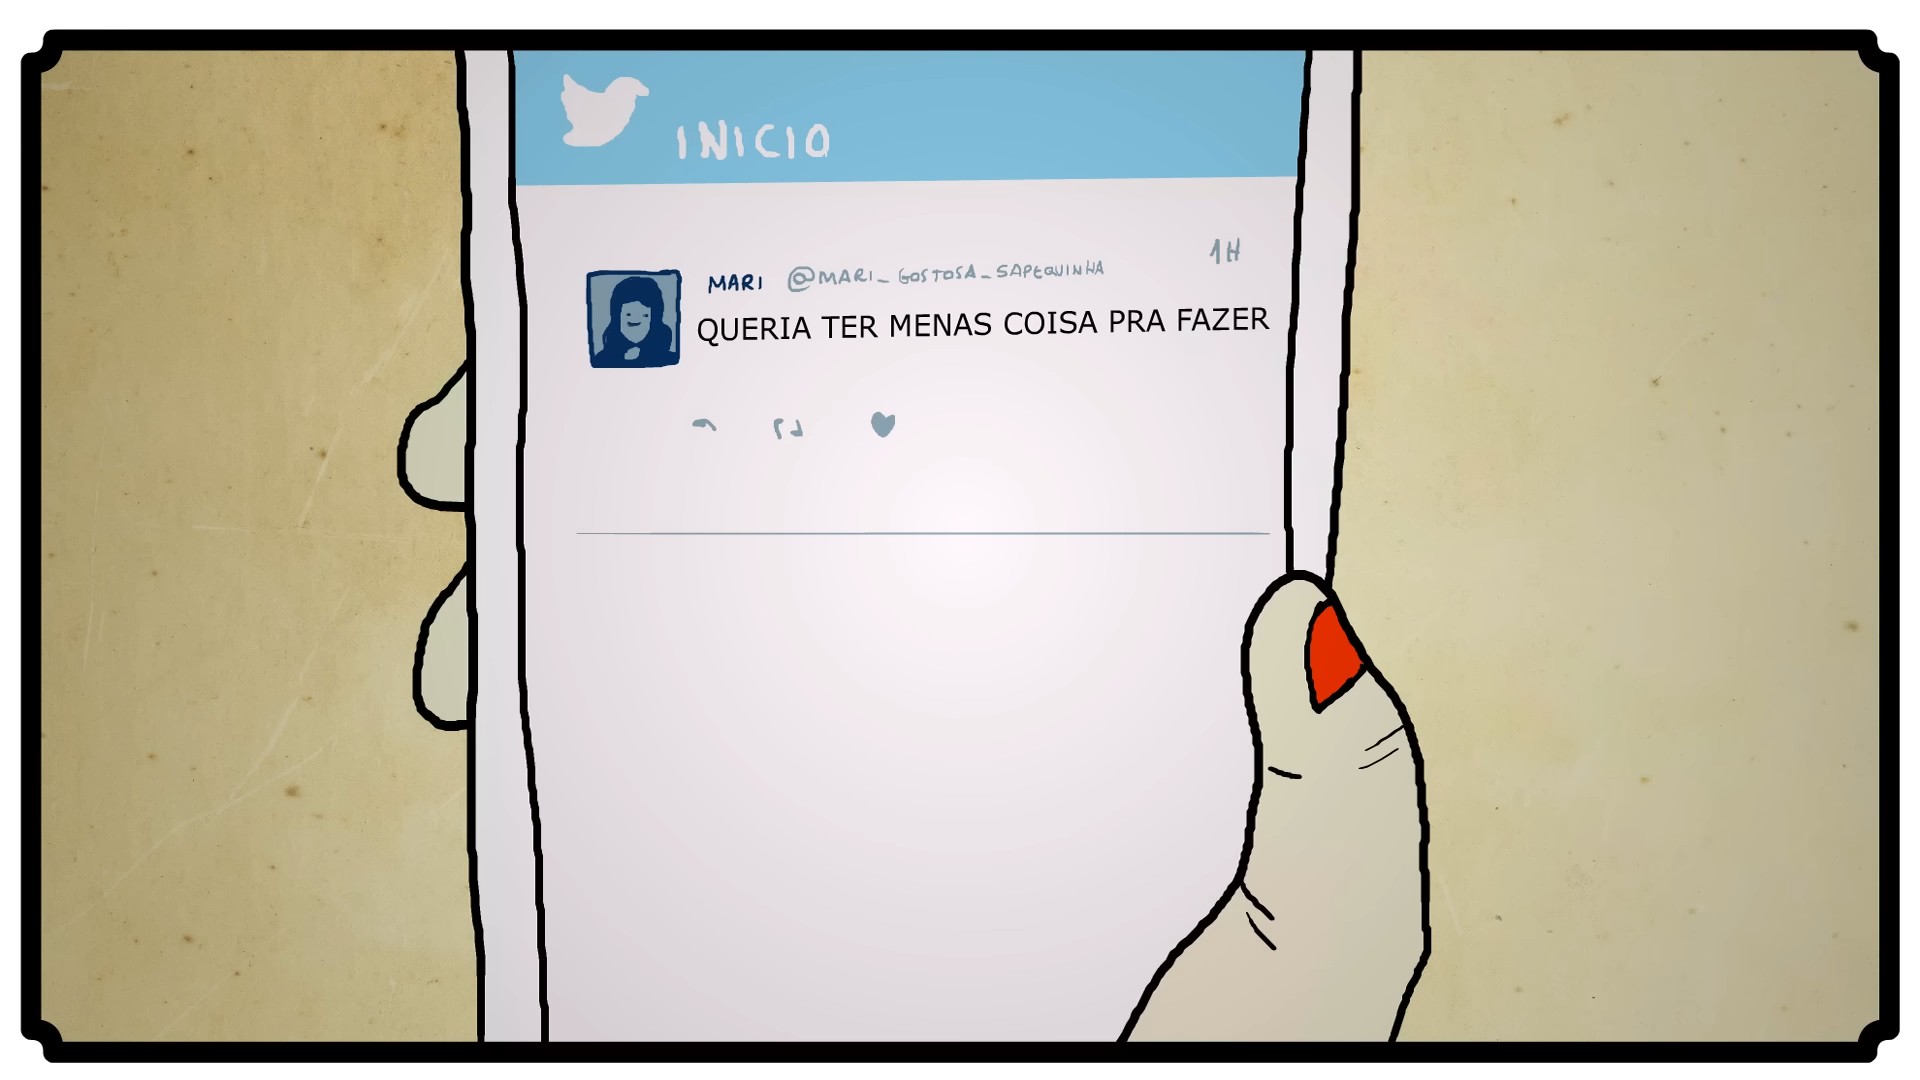 INICIO
MARI @MARI_GOSTOSA_SAPEQUINHA 1H
QUERIA TER MENAS COISA PRA FAZER